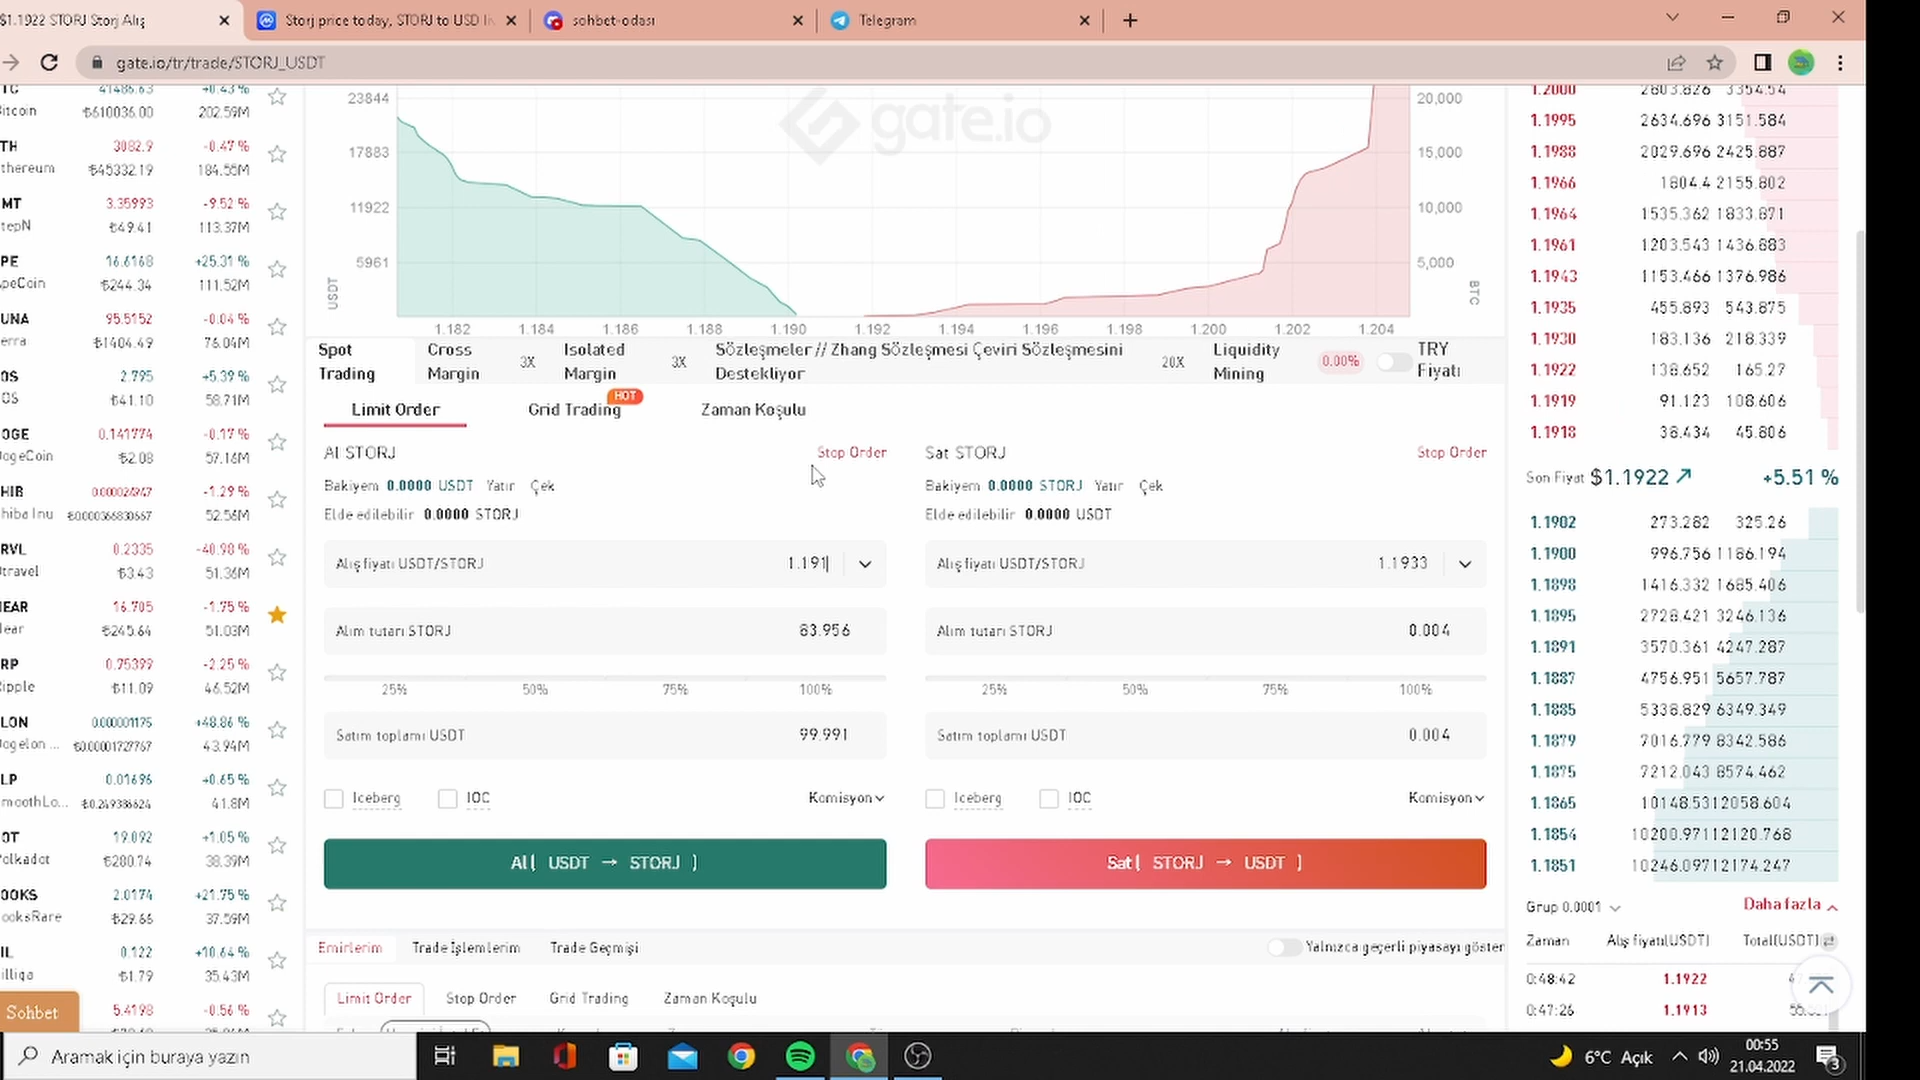 $1.1922 STORJ Storj Alış
Storj price today, STORJ to USD
sohbet-odası
Telegram
gate.io/tr/trade/STORJ_USDT
41486.63 +0.43 %
₺610036.00 202.59M
3082.9 -0.47 %
₺45332.19 184.55M
3.35993 -9.52 %
₺49.41 113.37M
16.6168 +25.31 %
₺244.34 111.52M
95.5152 -0.04 %
₺1404.49 76.04M
2.795 +5.39 %
₺41.10 58.71M
0.141774 -0.17 %
₺2.08 57.16M
0.000024947 -1.29 %
₺0.000366830667 52.56M
0.2335 -40.98 %
₺3.43 51.36M
16.705 -1.75 %
₺245.64 51.03M
0.75399 -2.25 %
₺11.09 46.52M
0.000001175 +48.86 %
₺0.00001727767 43.94M
0.01696 +0.65 %
₺0.249386624 41.8M
19.092 +1.05 %
₺280.74 38.39M
2.0174 +21.75 %
₺29.66 37.59M
0.122 +10.64 %
₺1.79 35.43M
5.4198 -0.56 %
Sohbet
gate.io
23844
17883
11922
5961
USDT
20,000
15,000
10,000
5,000
BTC
1.182 1.184 1.186 1.188 1.190 1.192 1.194 1.196 1.198 1.200 1.202 1.204
Spot Trading
Cross Margin 3X
Isolated Margin 3X
Sözleşmeler // Zhang Sözleşmesi Çeviri Sözleşmesini
Destekliyor 20X
Liquidity Mining 0.00%
TRY Fiyatı
Limit Order
Grid Trading HOT
Zaman Koşulu
Al STORJ Stop Order
Bakiyem 0.0000 USDT Yatır Çek
Elde edilebilir 0.0000 STORJ
Alış fiyatı USDT/STORJ 1.191
Alım tutarı STORJ 83.956
25% 50% 75% 100%
Satım toplamı USDT 99.991
Iceberg IOC Komisyon
Al( USDT → STORJ )
Sat STORJ Stop Order
Bakiyem 0.0000 STORJ Yatır Çek
Elde edilebilir 0.0000 USDT
Alış fiyatı USDT/STORJ 1.1933
Alım tutarı STORJ 0.004
25% 50% 75% 100%
Satım toplamı USDT 0.004
Iceberg IOC Komisyon
Sat( STORJ → USDT )
Emirlerim Trade İşlemlerim Trade Geçmişi
Yalnızca geçerli piyasayı göster
Limit Order Stop Order Grid Trading Zaman Koşulu
1.2000 2803.826 3354.54
1.1995 2634.696 3151.584
1.1988 2029.696 2425.887
1.1966 1804.4 2155.802
1.1964 1535.362 1833.871
1.1961 1203.543 1436.883
1.1943 1153.466 1376.986
1.1935 455.893 543.875
1.1930 183.136 218.339
1.1922 138.652 165.27
1.1919 91.123 108.606
1.1918 38.434 45.806
Son Fiyat $1.1922 +5.51 %
1.1902 273.282 325.26
1.1900 996.756 1186.194
1.1898 1416.332 1685.406
1.1895 2728.421 3246.136
1.1891 3570.361 4247.287
1.1887 4756.951 5657.787
1.1885 5338.829 6349.349
1.1879 7016.779 8342.586
1.1875 7212.043 8574.462
1.1865 10148.53 12058.604
1.1854 10200.971 12120.768
1.1851 10246.097 12174.247
Grup 0.0001 Daha fazla
Zaman Alış fiyatı(USDT) Total(USDT)
0:48:42 1.1922
0:47:26 1.1913
Aramak için buraya yazın
6°C Açık
00:55
21.04.2022
3